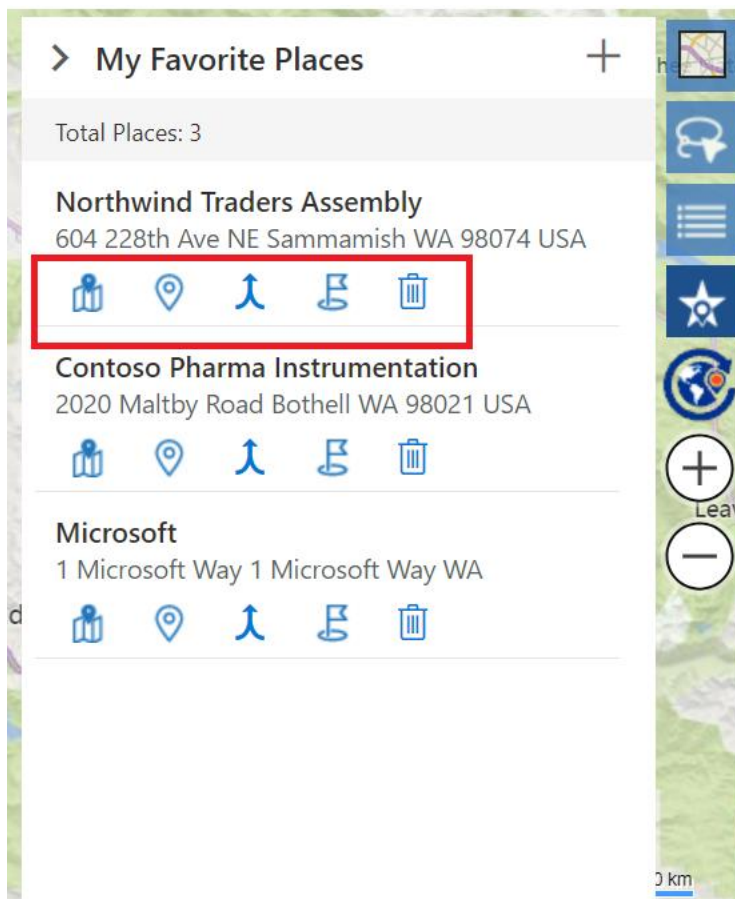 My Favorite Places
Total Places: 3
Northwind Traders Assembly
604 228th Ave NE Sammamish WA 98074 USA
Contoso Pharma Instrumentation
2020 Maltby Road Bothell WA 98021 USA
Microsoft
1 Microsoft Way 1 Microsoft Way WA
km